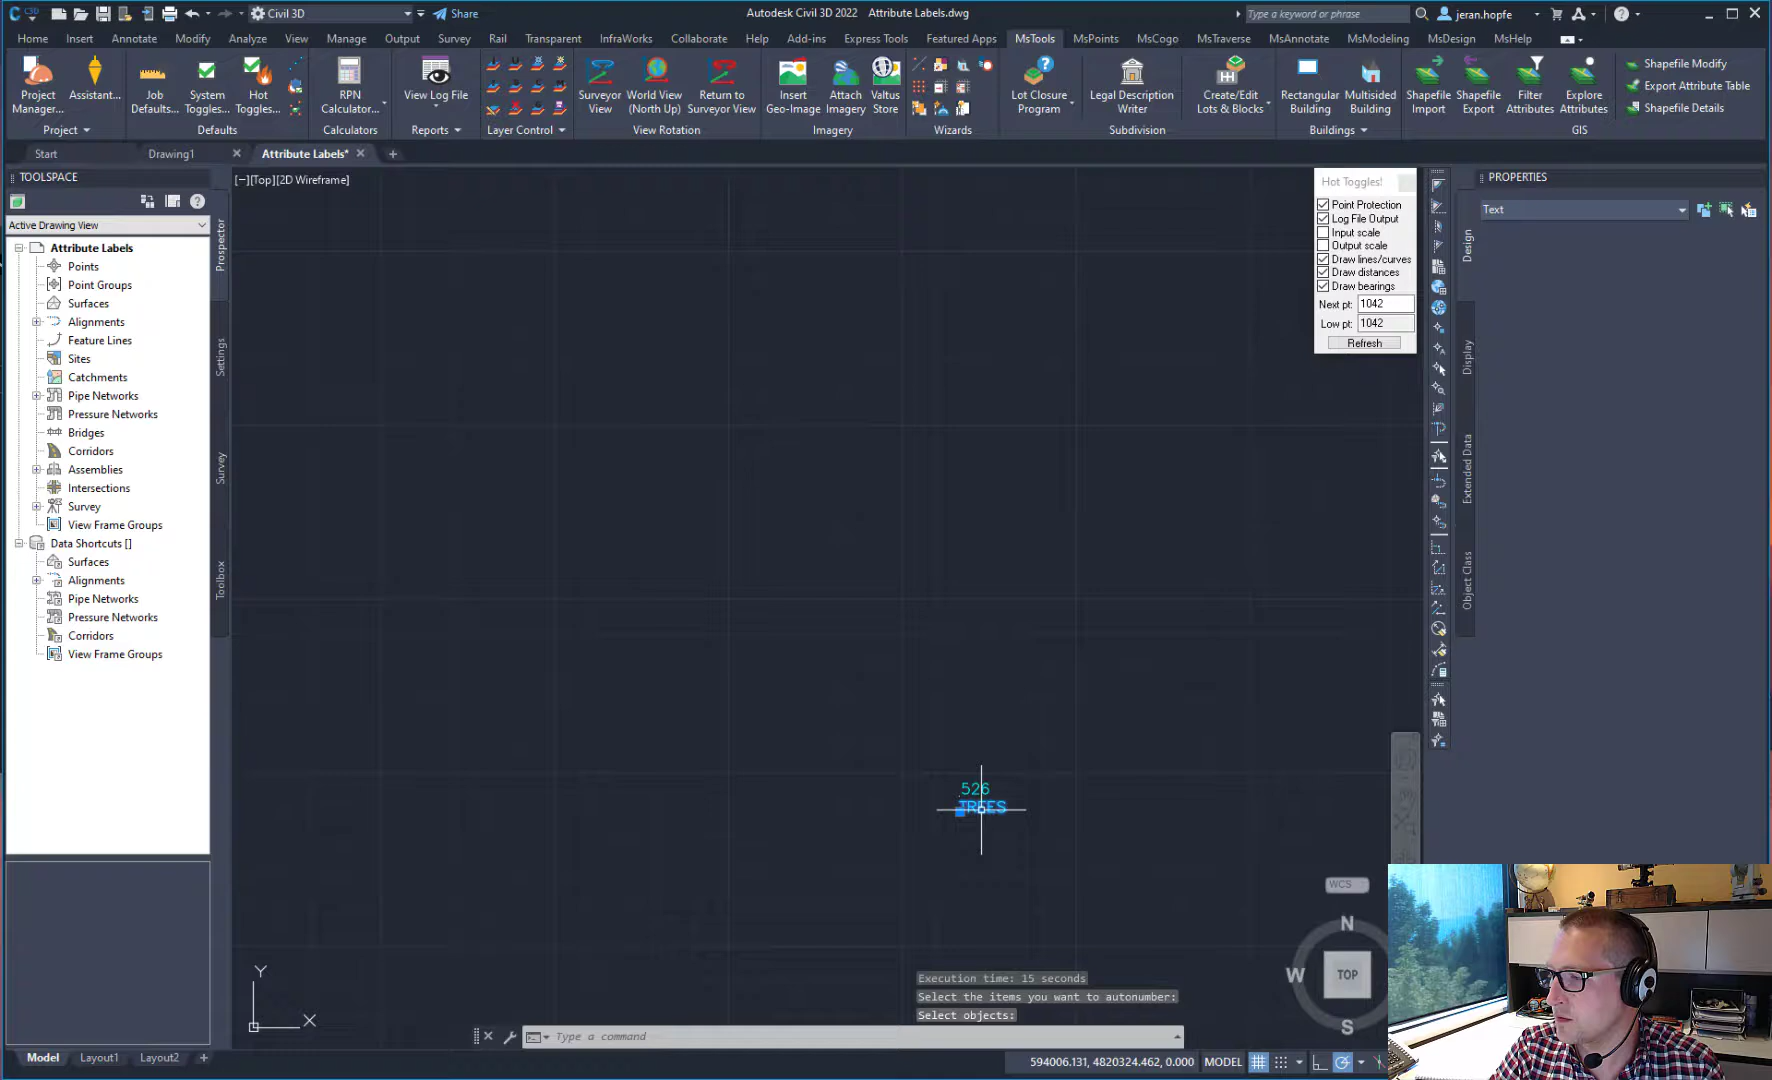 C3D
Civil 3D
Share
Autodesk Civil 3D 2022 Attribute Labels.dwg
Type a keyword or phrase
jeran.hopfe
Home
Insert
Annotate
Modify
Analyze
View
Manage
Output
Survey
Rail
Transparent
InfraWorks
Collaborate
Help
Add-ins
Express Tools
Featured Apps
MsTools
MsPoints
MsCogo
MsTraverse
MsAnnotate
MsModeling
MsDesign
MsHelp
Project Manager...
Assistant...
Job Defaults...
System Toggles...
Hot Toggles...
RPN Calculator...
View Log File
Surveyor View
World View (North Up)
Return to Surveyor View
Insert Geo-Image
Attach Imagery
Valtus Store
Lot Closure Program
Legal Description Writer
Create/Edit Lots & Blocks
Rectangular Building
Multisided Building
Shapefile Import
Shapefile Export
Filter Attributes
Explore Attributes
Shapefile Modify
Export Attribute Table
Shapefile Details
Project
Defaults
Calculators
Reports
Layer Control
View Rotation
Imagery
Wizards
Subdivision
Buildings
GIS
Start
Drawing1
Attribute Labels*
TOOLSPACE
Active Drawing View
Attribute Labels
Points
Point Groups
Surfaces
Alignments
Feature Lines
Sites
Catchments
Pipe Networks
Pressure Networks
Bridges
Corridors
Assemblies
Intersections
Survey
View Frame Groups
Data Shortcuts []
Surfaces
Alignments
Pipe Networks
Pressure Networks
Corridors
View Frame Groups
Prospector
Settings
Survey
Toolbox
[−][Top][2D Wireframe]
Hot Toggles!
Point Protection
Log File Output
Input scale
Output scale
Draw lines/curves
Draw distances
Draw bearings
Next pt: 1042
Low pt: 1042
Refresh
PROPERTIES
Text
Design
Display
Extended Data
Object Class
526
TREES
WCS
N
W
TOP
S
Y
X
Execution time: 15 seconds
Select the items you want to autonumber:
Select objects:
Type a command
Model
Layout1
Layout2
594006.131, 4820324.462, 0.000
MODEL